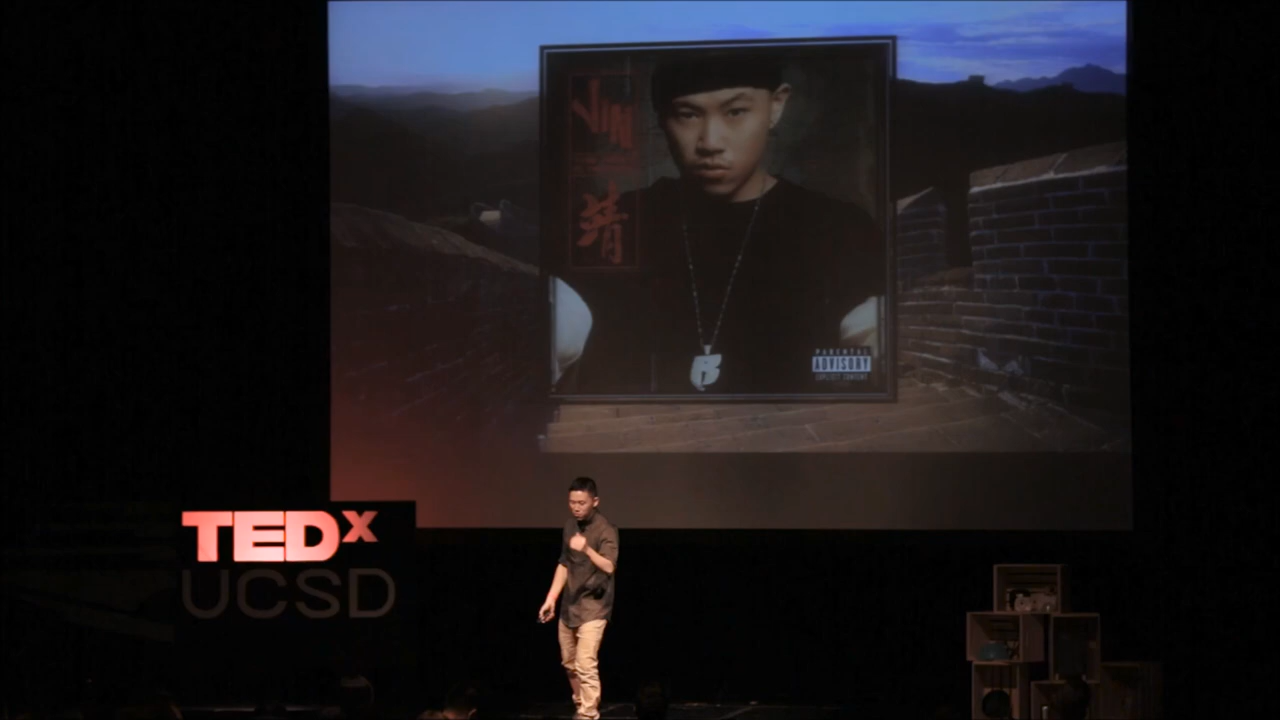 JIN
靖
PARENTAL
ADVISORY
EXPLICIT CONTENT
TEDx
UCSD